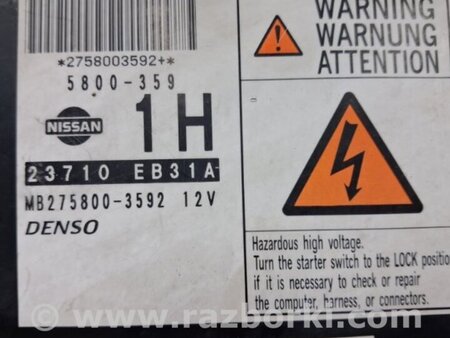 *2758003592+*
5800-359
NISSAN
1H
23710 EB31A
MB275800-3592 12V
DENSO
WARNING
WARNUNG
ATTENTION
Hazardous high voltage.
Turn the starter switch to the LOCK position
if it is necessary to check or repair
the computer, harness, or connectors.
© www.razborki.com